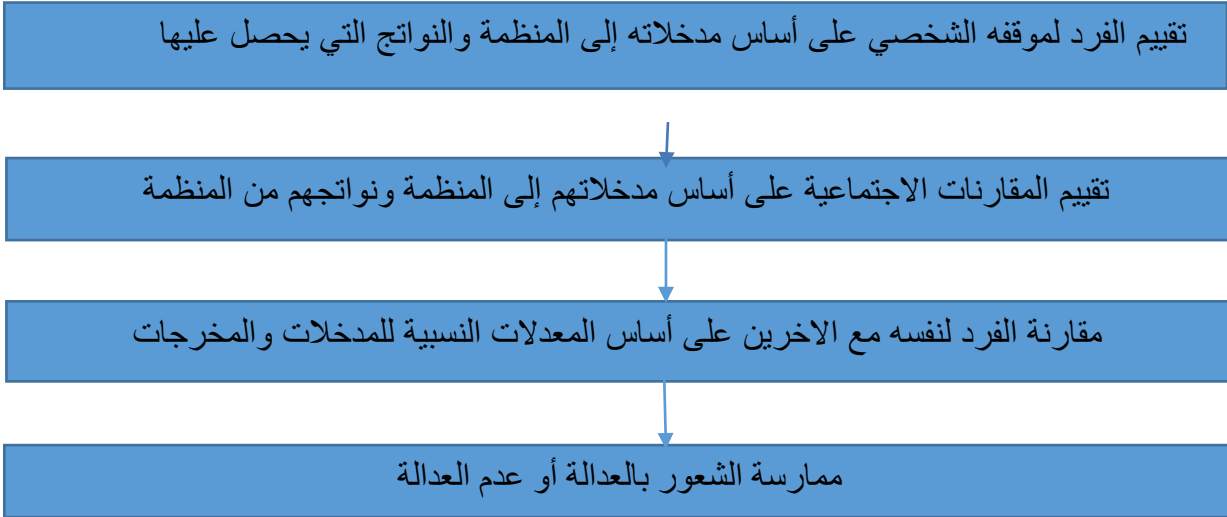 تقييم الفرد لموقفه الشخصي على أساس مدخلاته إلى المنظمة والنواتج التي يحصل عليها
تقييم المقارنات الاجتماعية على أساس مدخلاتهم إلى المنظمة ونواتجهم من المنظمة
مقارنة الفرد لنفسه مع الاخرين على أساس المعدلات النسبية للمدخلات والمخرجات
ممارسة الشعور بالعدالة أو عدم العدالة